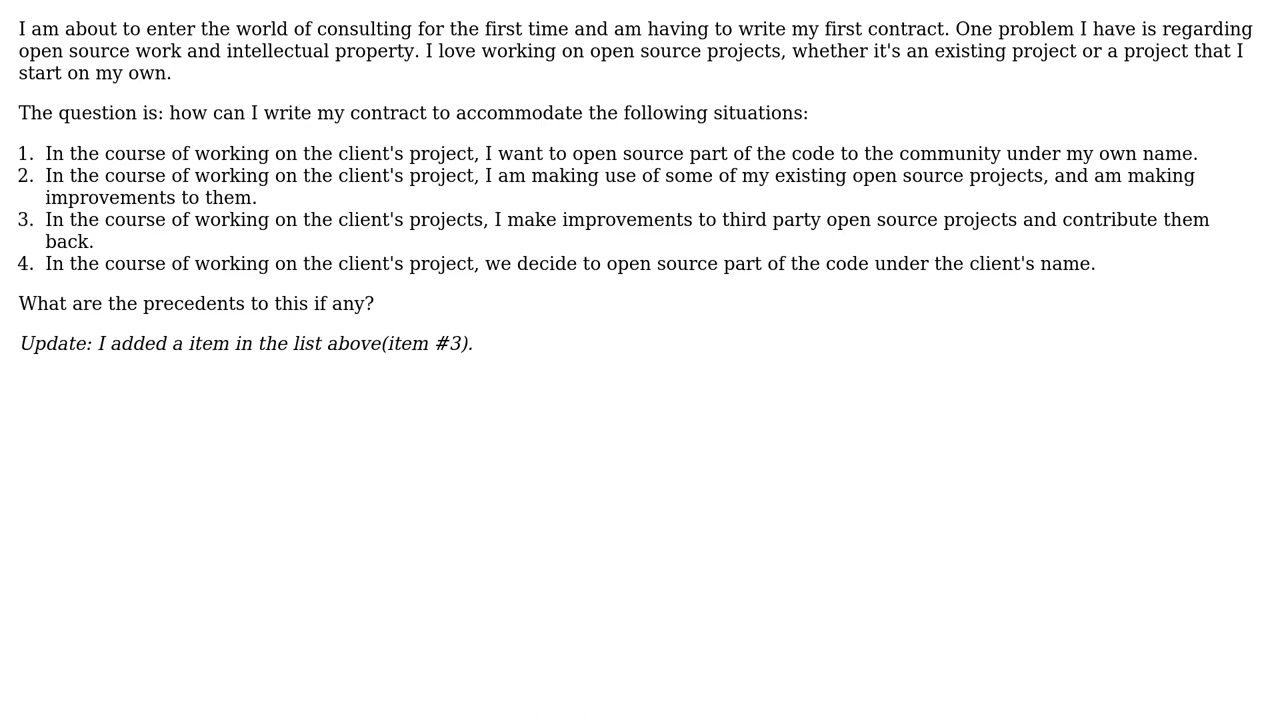 I am about to enter the world of consulting for the first time and am having to write my first contract. One problem I have is regarding
open source work and intellectual property. I love working on open source projects, whether it's an existing project or a project that I
start on my own.
The question is: how can I write my contract to accommodate the following situations:
1. In the course of working on the client's project, I want to open source part of the code to the community under my own name.
2. In the course of working on the client's project, I am making use of some of my existing open source projects, and am making
improvements to them.
3. In the course of working on the client's projects, I make improvements to third party open source projects and contribute them
back.
4. In the course of working on the client's project, we decide to open source part of the code under the client's name.
What are the precedents to this if any?
Update: I added a item in the list above(item #3).